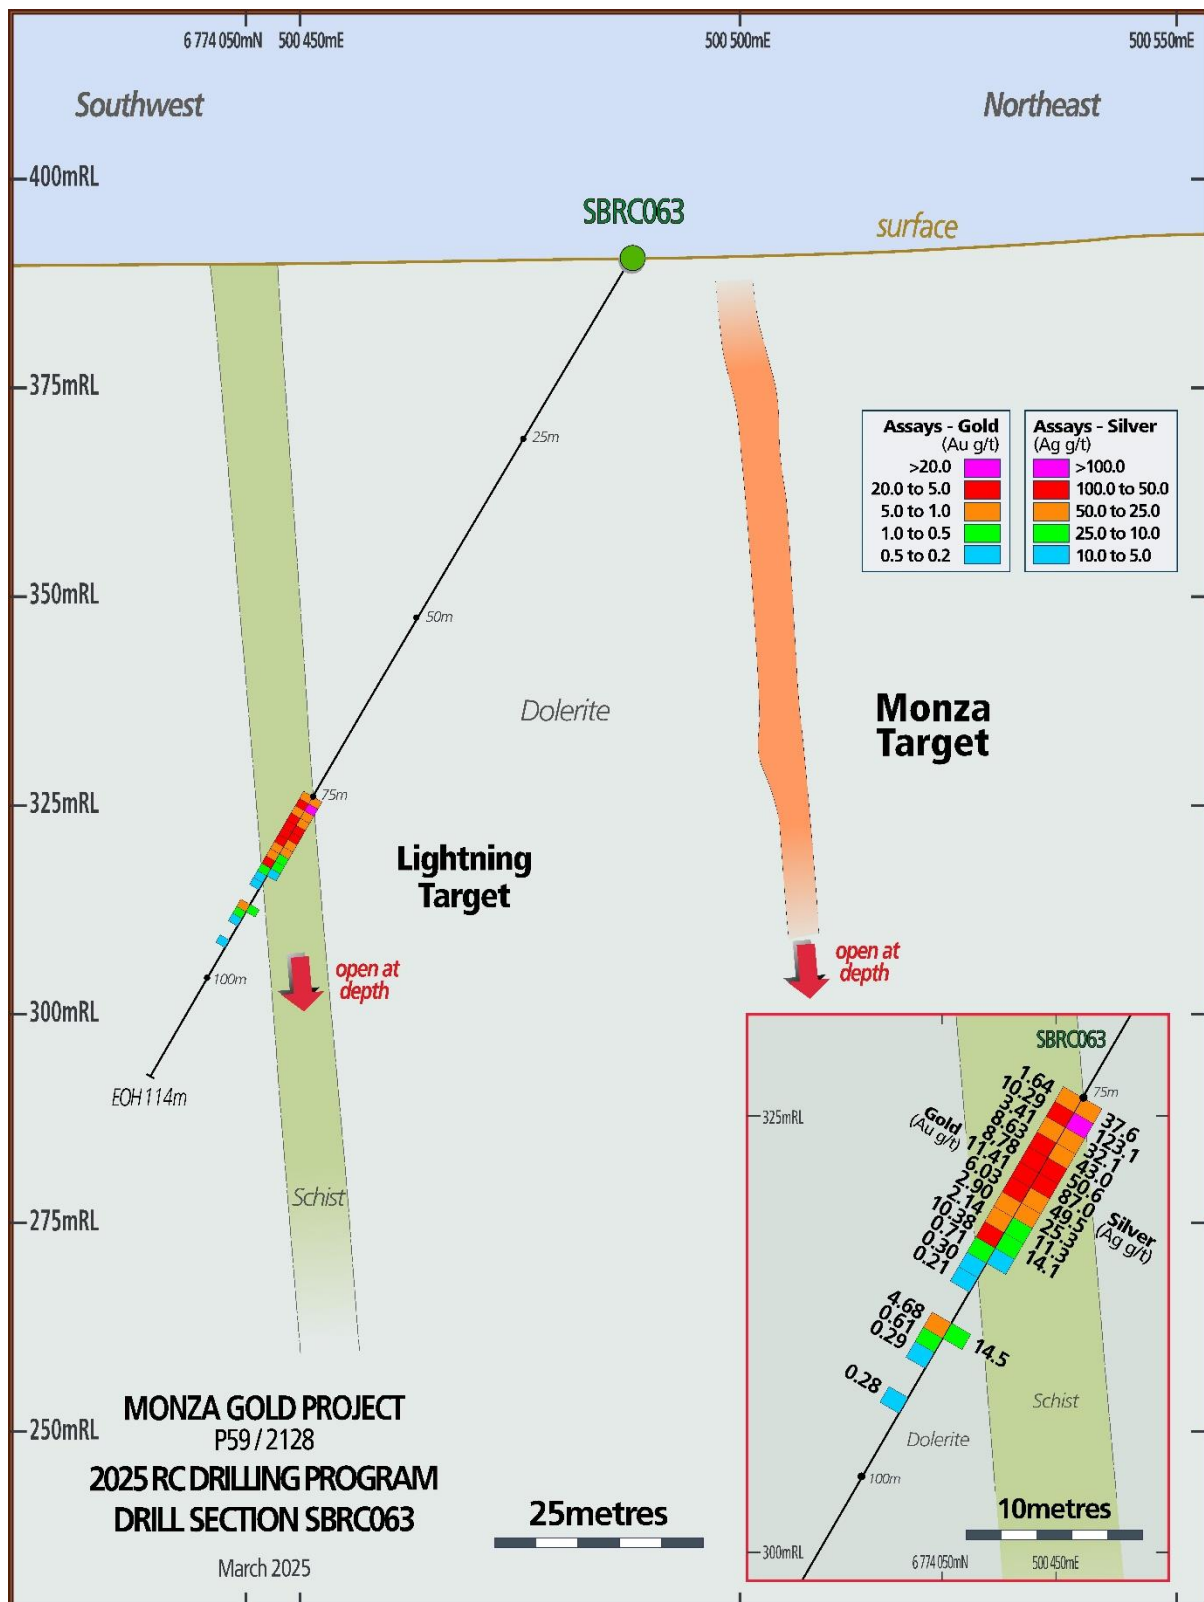 6 774 050mN
500 450mE
500 500mE
500 550mE
Southwest
Northeast
400mRL
SBRC063
surface
375mRL
25m
Assays - Gold
(Au g/t)
>20.0
20.0 to 5.0
5.0 to 1.0
1.0 to 0.5
0.5 to 0.2
Assays - Silver
(Ag g/t)
>100.0
100.0 to 50.0
50.0 to 25.0
25.0 to 10.0
10.0 to 5.0
350mRL
50m
Dolerite
Monza
Target
325mRL
75m
Lightning
Target
open at
depth
open at
depth
100m
300mRL
EOH 114m
Schist
275mRL
250mRL
MONZA GOLD PROJECT
P59 / 2128
2025 RC DRILLING PROGRAM
DRILL SECTION SBRC063
March 2025
25metres
SBRC063
75m
325mRL
Gold
(Au g/t)
1.64
10.29
3.41
8.63
8.78
11.41
6.03
2.90
2.14
10.38
0.71
0.30
0.21
4.68
0.61
0.29
0.28
37.6
123.1
32.1
43.0
50.6
87.0
49.5
25.3
11.3
14.1
14.5
Silver
(Ag g/t)
Schist
Dolerite
100m
10metres
300mRL
6 774 050mN
500 450mE